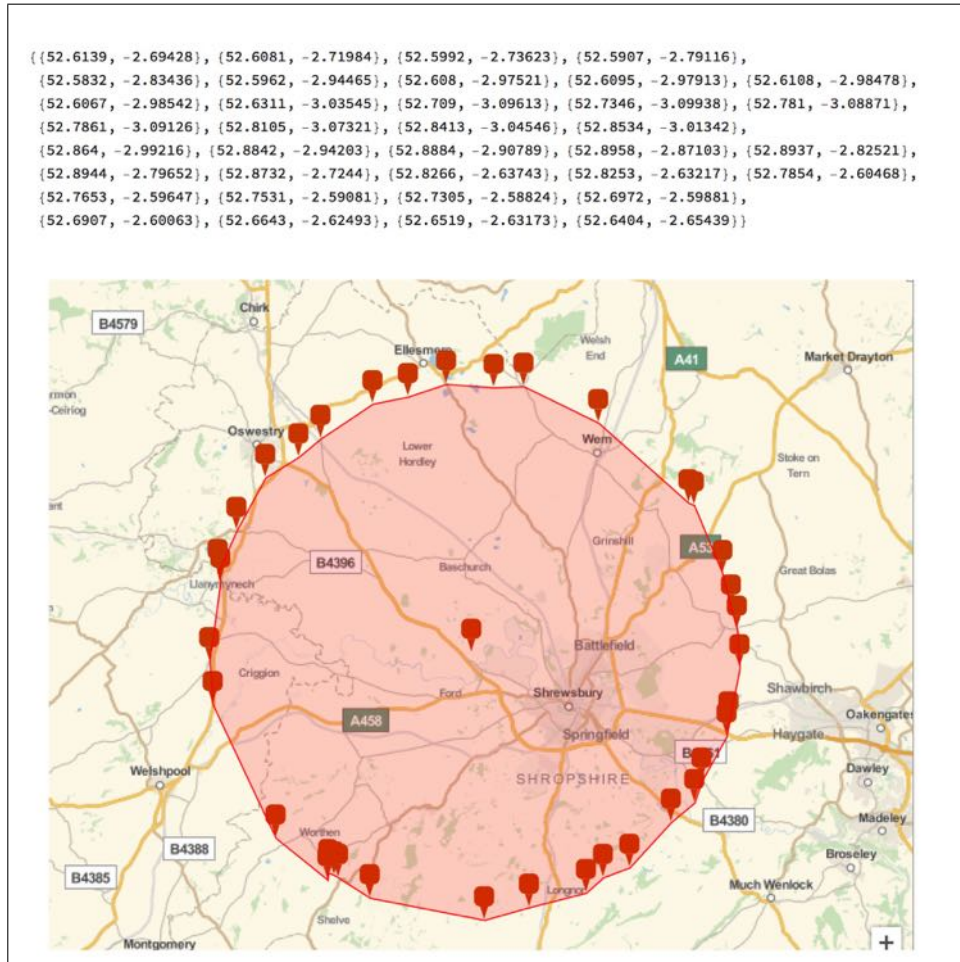 {{52.6139, -2.69428}, {52.6081, -2.71984}, {52.5992, -2.73623}, {52.5907, -2.79116},
{52.5832, -2.83436}, {52.5962, -2.94465}, {52.608, -2.97521}, {52.6095, -2.97913}, {52.6108, -2.98478},
{52.6067, -2.98542}, {52.6311, -3.03545}, {52.709, -3.09613}, {52.7346, -3.09938}, {52.781, -3.08871},
{52.7861, -3.09126}, {52.8105, -3.07321}, {52.8413, -3.04546}, {52.8534, -3.01342},
{52.864, -2.99216}, {52.8842, -2.94203}, {52.8884, -2.90789}, {52.8958, -2.87103}, {52.8937, -2.82521},
{52.8944, -2.79652}, {52.8732, -2.7244}, {52.8266, -2.63743}, {52.8253, -2.63217}, {52.7854, -2.60468},
{52.7653, -2.59647}, {52.7531, -2.59081}, {52.7305, -2.58824}, {52.6972, -2.59881},
{52.6907, -2.60063}, {52.6643, -2.62493}, {52.6519, -2.63173}, {52.6404, -2.65439}}
Chirk
B4579
Welsh
End
Ellesmere
A41
Market Drayton
-Ceiriog
Oswestry
Wem
Lower
Hordley
Stoke on
Tern
Grinshill
A53
B4396
Baschurch
Great Bolas
Llanymynech
Battlefield
Criggion
Ford
Shrewsbury
Shawbirch
A458
Oakengates
Springfield
Haygate
Welshpool
SHROPSHIRE
Dawley
B4380
Madeley
Worthen
B4388
Broseley
B4385
Much Wenlock
Longnor
Shelve
Montgomery
+